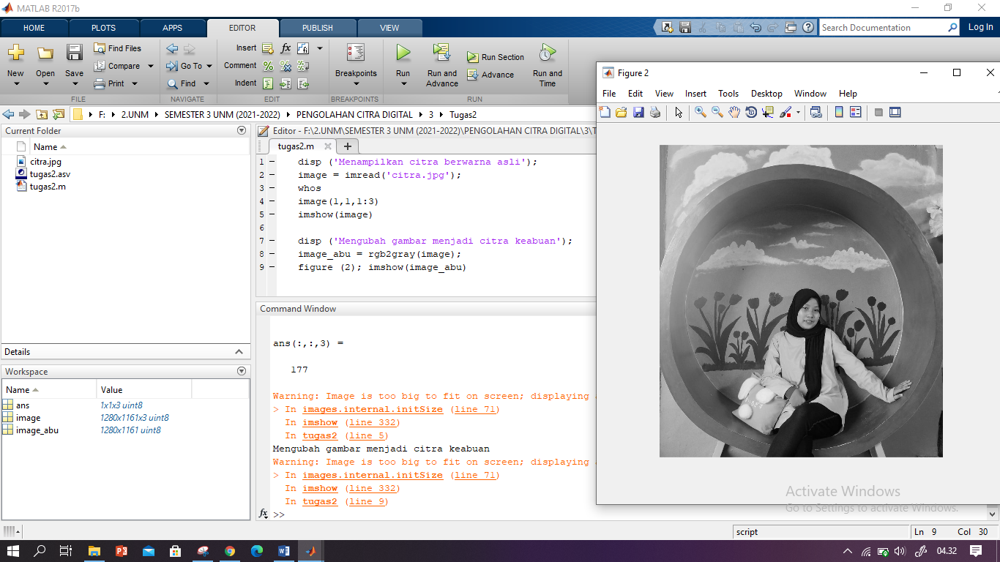 MATLAB R2017b
HOME PLOTS APPS EDITOR PUBLISH VIEW
Search Documentation Log In
New Open Save Find Files Compare Print
FILE
Go To Find
NAVIGATE
Insert fx
Comment
Indent
EDIT
Breakpoints
BREAKPOINTS
Run Run and Advance Run Section Advance Run and Time
RUN
F: 2.UNM SEMESTER 3 UNM (2021-2022) PENGOLAHAN CITRA DIGITAL 3 Tugas2
Current Folder
Name
citra.jpg
tugas2.asv
tugas2.m
Details
Workspace
Name Value
ans 1x1x3 uint8
image 1280x1161x3 uint8
image_abu 1280x1161 uint8
Editor - F:\2.UNM\SEMESTER 3 UNM (2021-2022)\PENGOLAHAN CITRA DIGITAL\3\T
tugas2.m
1 disp ('Menampilkan citra berwarna asli');
2 image = imread('citra.jpg');
3 whos
4 image(1,1,1:3)
5 imshow(image)
6
7 disp ('Mengubah gambar menjadi citra keabuan');
8 image_abu = rgb2gray(image);
9 figure (2); imshow(image_abu)
Command Window
ans(:,:,3) =
177
Warning: Image is too big to fit on screen; displaying
> In images.internal.initSize (line 71)
In imshow (line 332)
In tugas2 (line 5)
Mengubah gambar menjadi citra keabuan
Warning: Image is too big to fit on screen; displaying
> In images.internal.initSize (line 71)
In imshow (line 332)
In tugas2 (line 9)
fx >>
Figure 2
File Edit View Insert Tools Desktop Window Help
Activate Windows
Go to Settings to activate Windows.
script Ln 9 Col 30
04.32